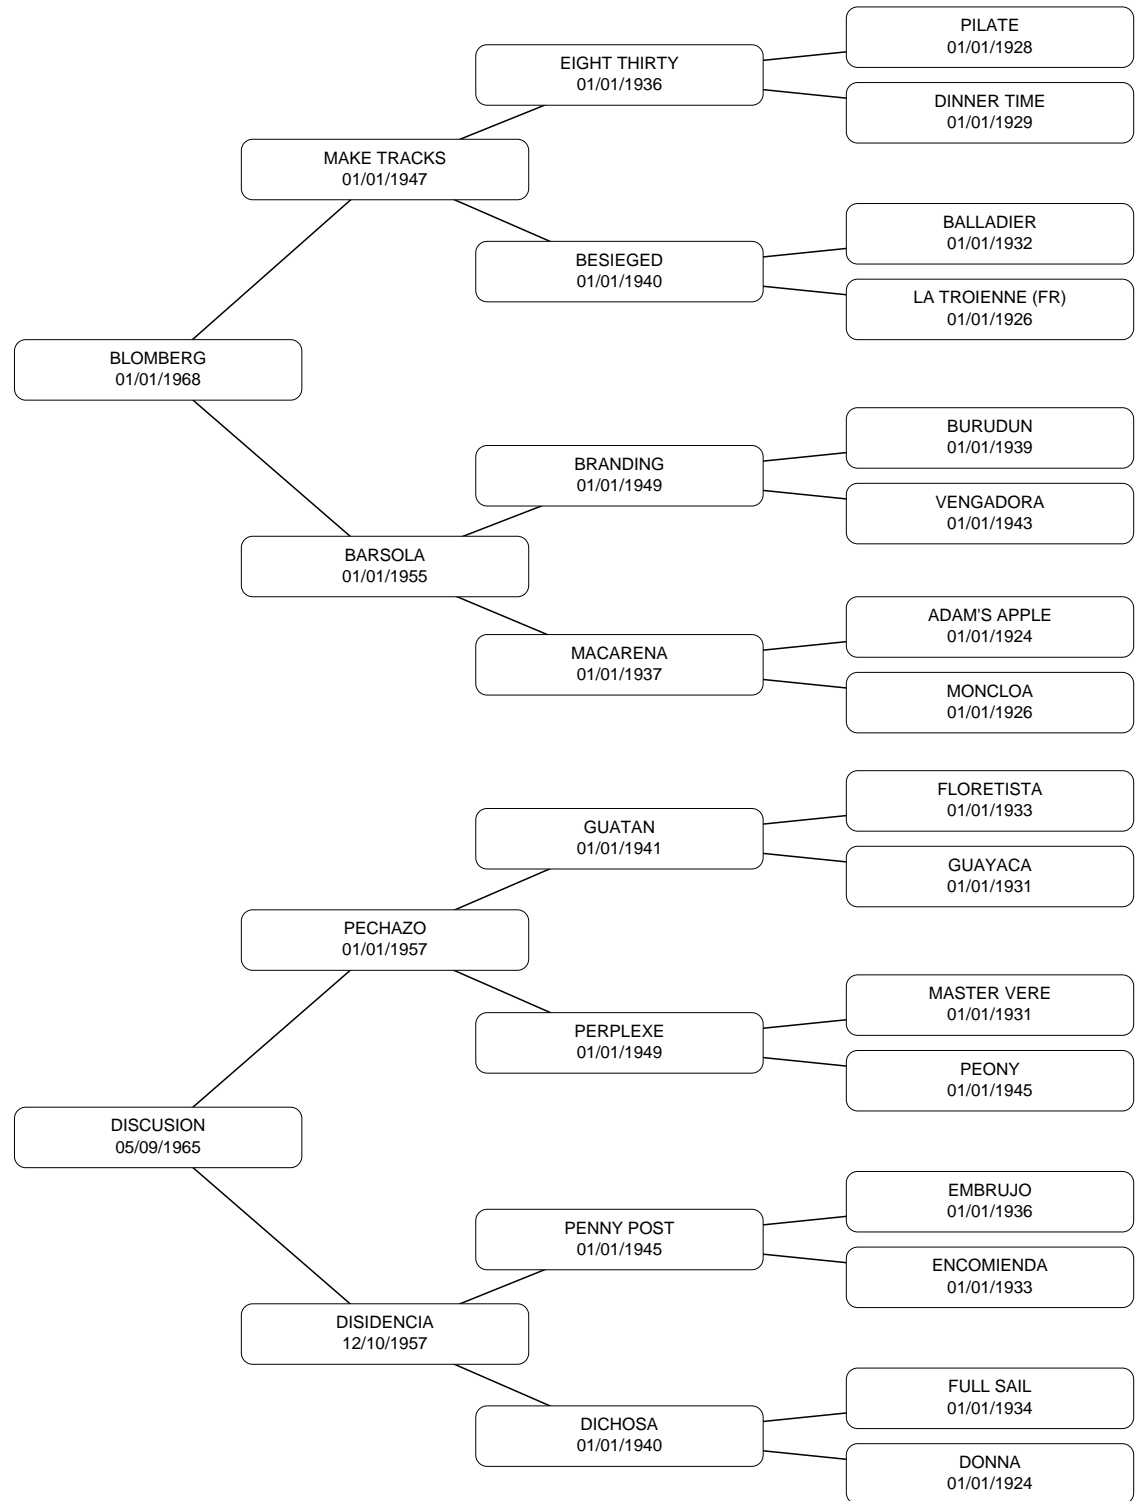 PILATE
01/01/1928
EIGHT THIRTY
01/01/1936
DINNER TIME
01/01/1929
MAKE TRACKS
01/01/1947
BALLADIER
01/01/1932
BESIEGED
01/01/1940
LA TROIENNE (FR)
01/01/1926
BLOMBERG
01/01/1968
BURUDUN
01/01/1939
BRANDING
01/01/1949
VENGADORA
01/01/1943
BARSOLA
01/01/1955
ADAM'S APPLE
01/01/1924
MACARENA
01/01/1937
MONCLOA
01/01/1926
FLORETISTA
01/01/1933
GUATAN
01/01/1941
GUAYACA
01/01/1931
PECHAZO
01/01/1957
MASTER VERE
01/01/1931
PERPLEXE
01/01/1949
PEONY
01/01/1945
DISCUSION
05/09/1965
EMBRUJO
01/01/1936
PENNY POST
01/01/1945
ENCOMIENDA
01/01/1933
DISIDENCIA
12/10/1957
FULL SAIL
01/01/1934
DICHOSA
01/01/1940
DONNA
01/01/1924